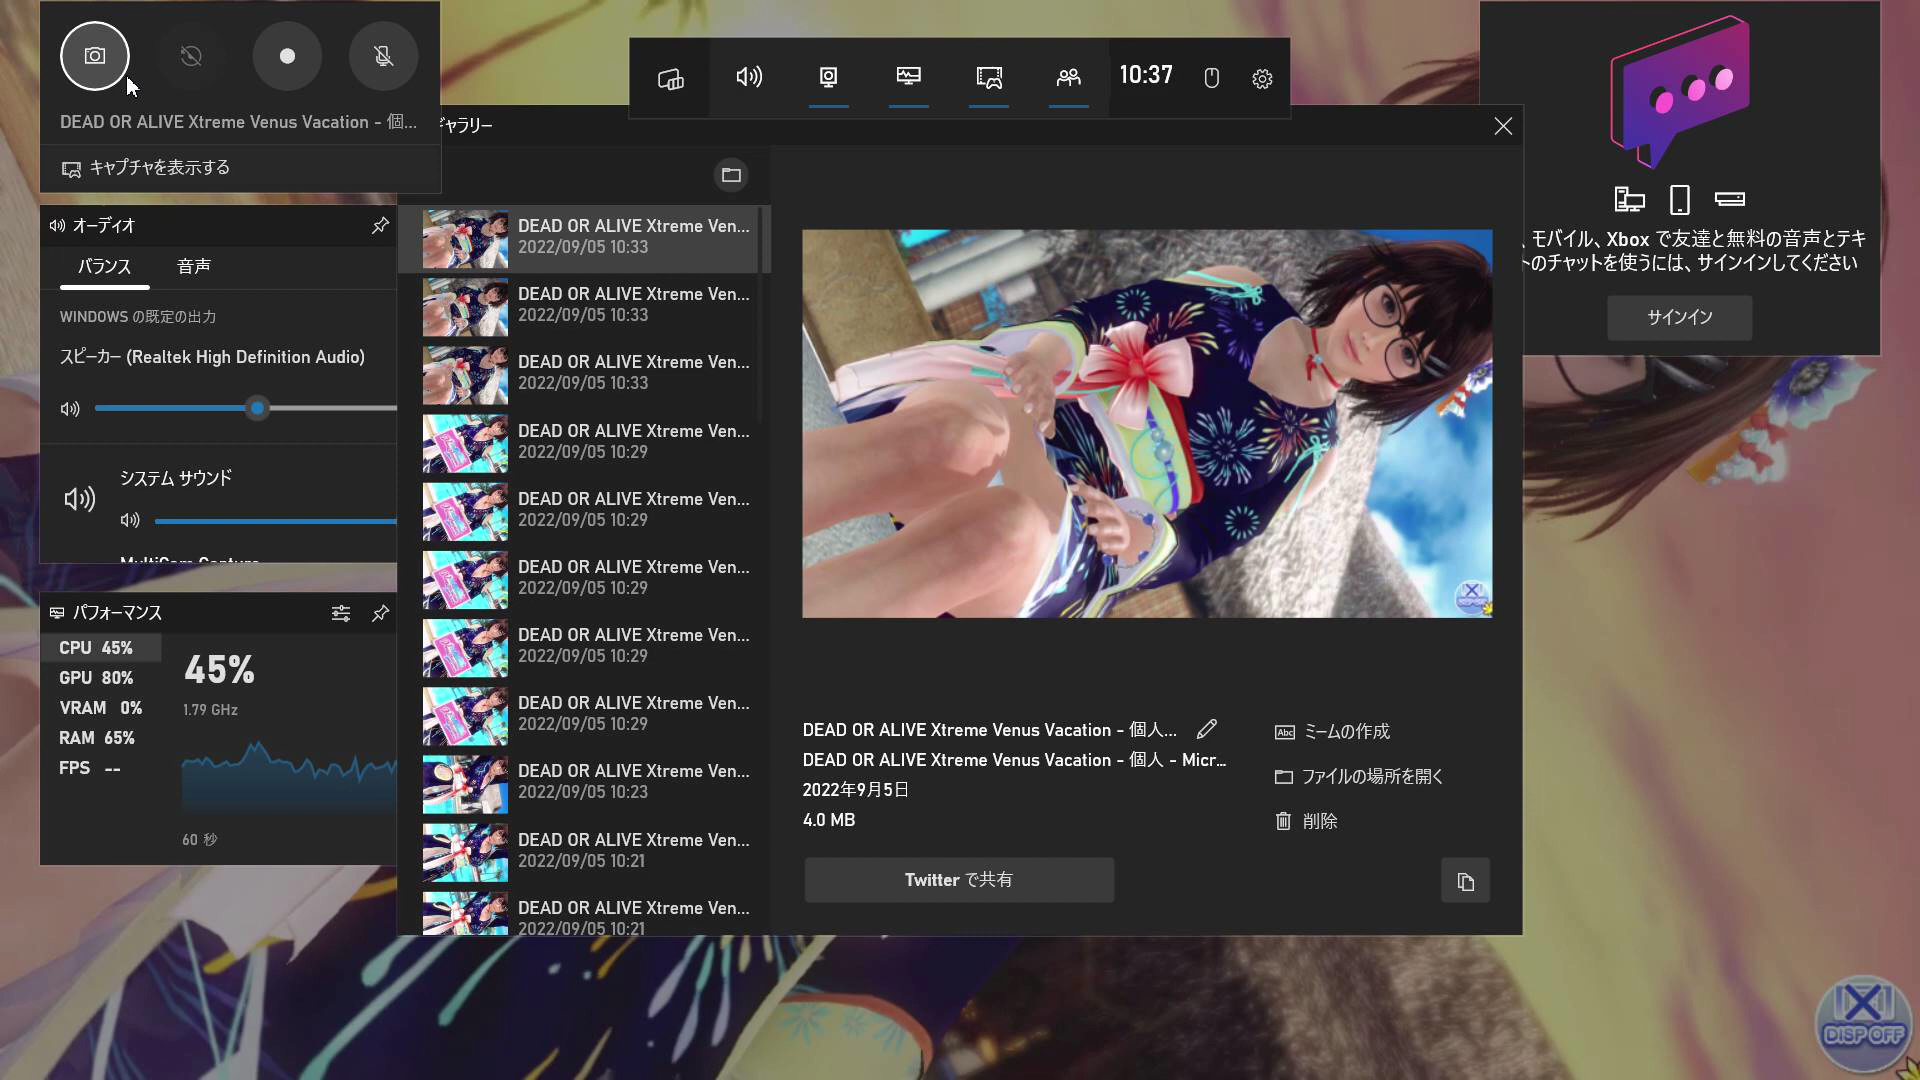 DEAD OR ALIVE Xtreme Venus Vacation - 個...
キャプチャを表示する
10:37
ギャラリー
オーディオ
バランス
音声
WINDOWS の既定の出力
スピーカー (Realtek High Definition Audio)
システム サウンド
MultiCam Capture
パフォーマンス
CPU 45%
GPU 80%
VRAM 0%
RAM 65%
FPS --
45%
1.79 GHz
60 秒
DEAD OR ALIVE Xtreme Ven...
2022/09/05 10:33
DEAD OR ALIVE Xtreme Ven...
2022/09/05 10:33
DEAD OR ALIVE Xtreme Ven...
2022/09/05 10:33
DEAD OR ALIVE Xtreme Ven...
2022/09/05 10:29
DEAD OR ALIVE Xtreme Ven...
2022/09/05 10:29
DEAD OR ALIVE Xtreme Ven...
2022/09/05 10:29
DEAD OR ALIVE Xtreme Ven...
2022/09/05 10:29
DEAD OR ALIVE Xtreme Ven...
2022/09/05 10:29
DEAD OR ALIVE Xtreme Ven...
2022/09/05 10:23
DEAD OR ALIVE Xtreme Ven...
2022/09/05 10:21
DEAD OR ALIVE Xtreme Ven...
2022/09/05 10:21
DEAD OR ALIVE Xtreme Venus Vacation - 個人...
DEAD OR ALIVE Xtreme Venus Vacation - 個人 - Micr...
2022年9月5日
4.0 MB
Abc ミームの作成
ファイルの場所を開く
削除
Twitter で共有
、モバイル、Xbox で友達と無料の音声とテキ
トのチャットを使うには、サインインしてください
サインイン
DISP OFF